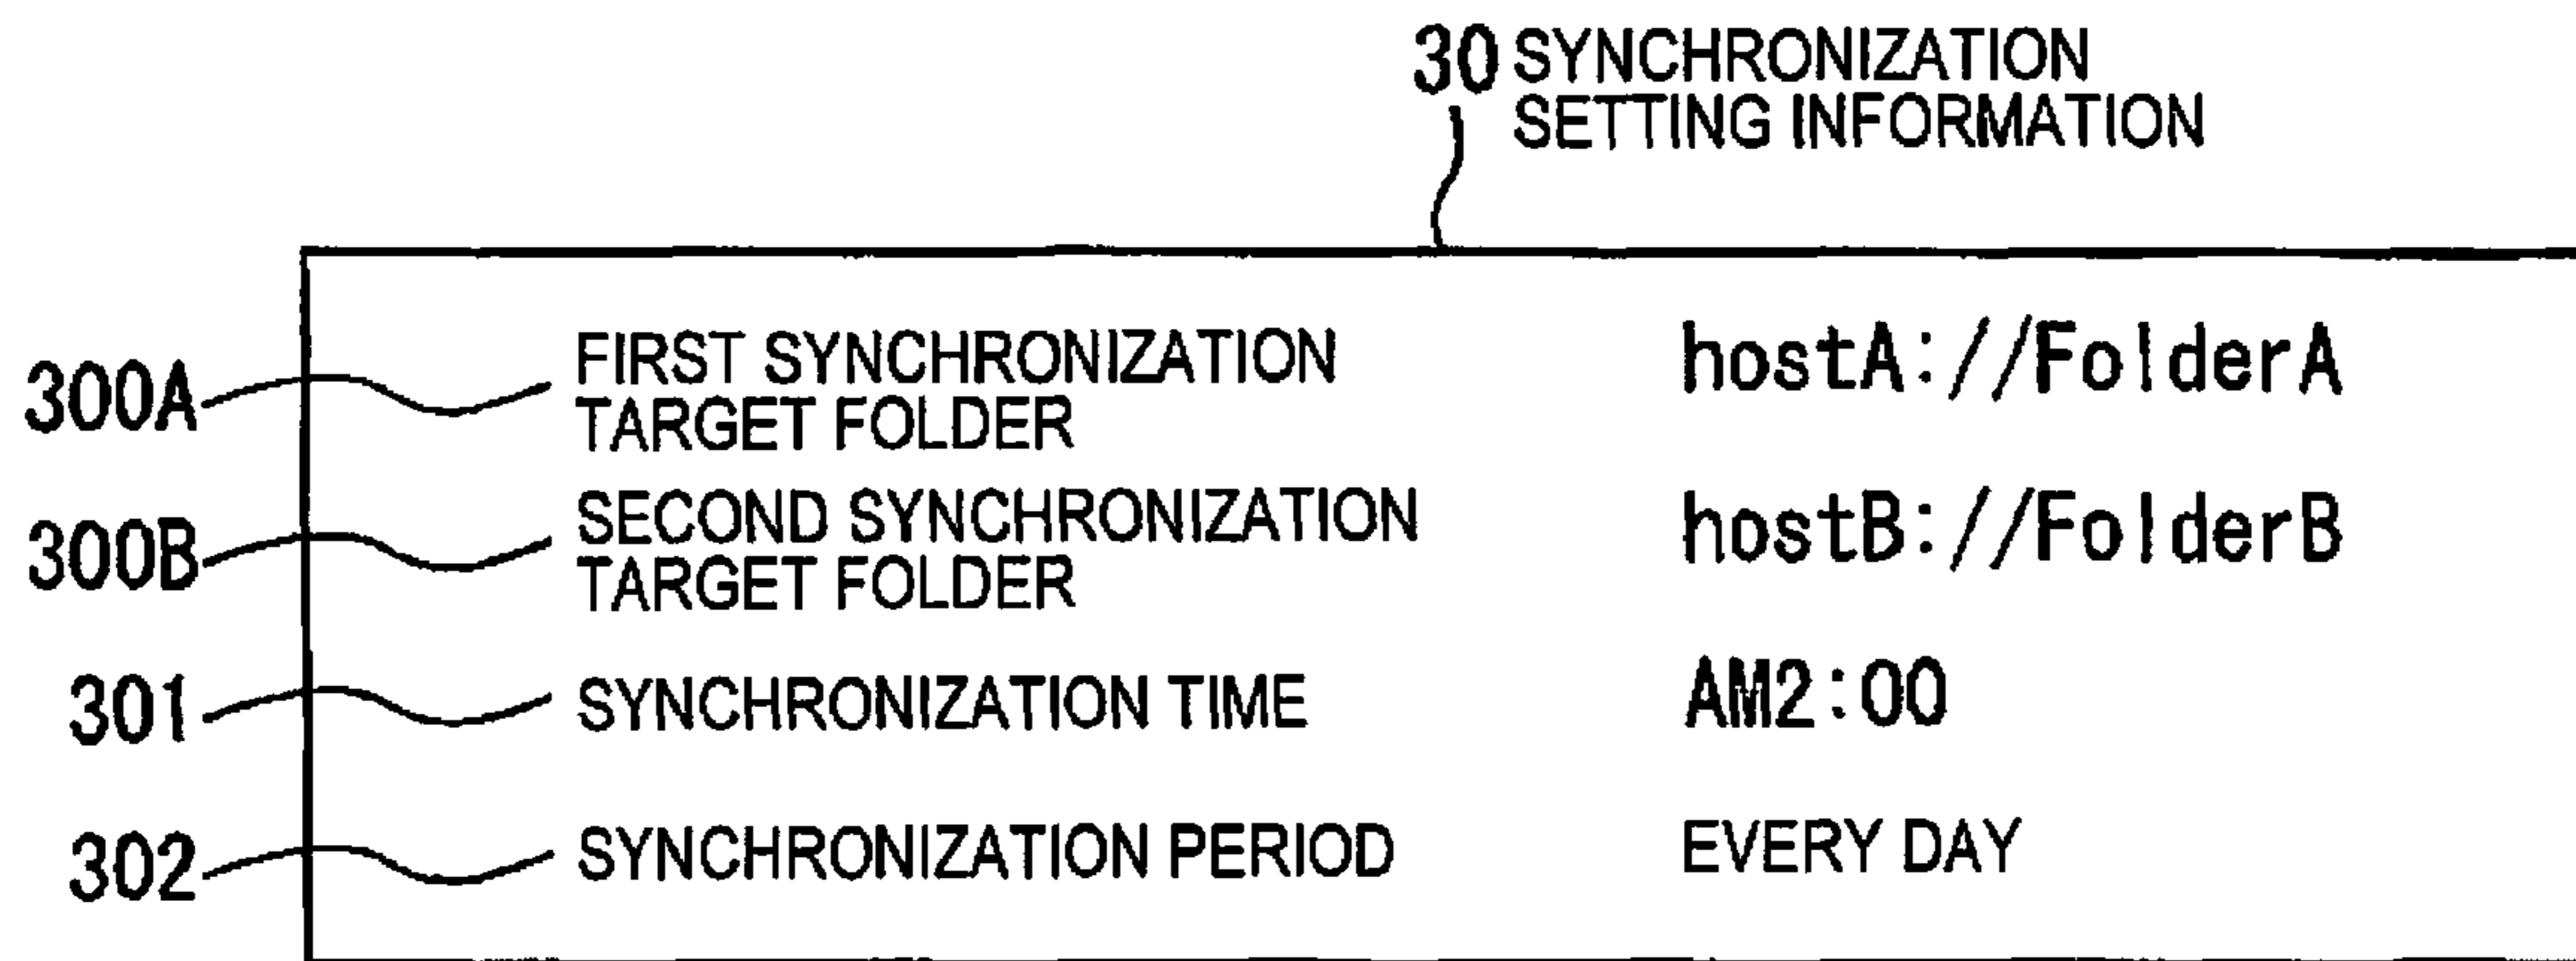 30 SYNCHRONIZATION
SETTING INFORMATION
300A FIRST SYNCHRONIZATION hostA://FolderA
TARGET FOLDER
300B SECOND SYNCHRONIZATION hostB://FolderB
TARGET FOLDER
301 SYNCHRONIZATION TIME AM2:00
302 SYNCHRONIZATION PERIOD EVERY DAY